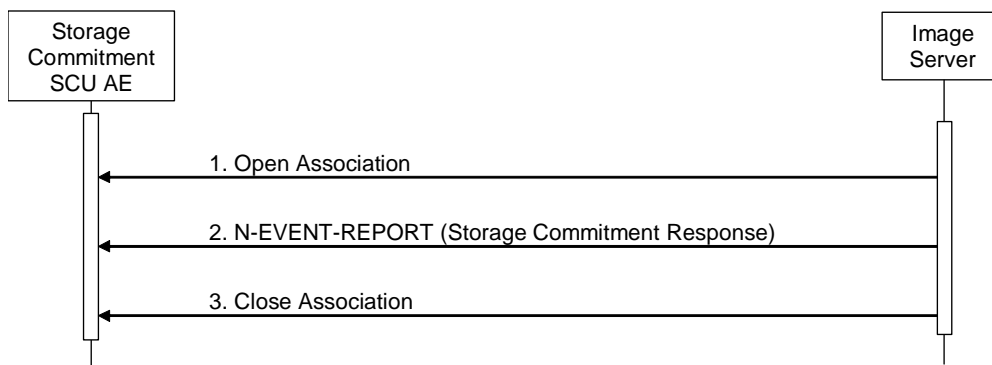 Storage
Commitment
SCU AE
Image
Server
1. Open Association
2. N-EVENT-REPORT (Storage Commitment Response)
3. Close Association